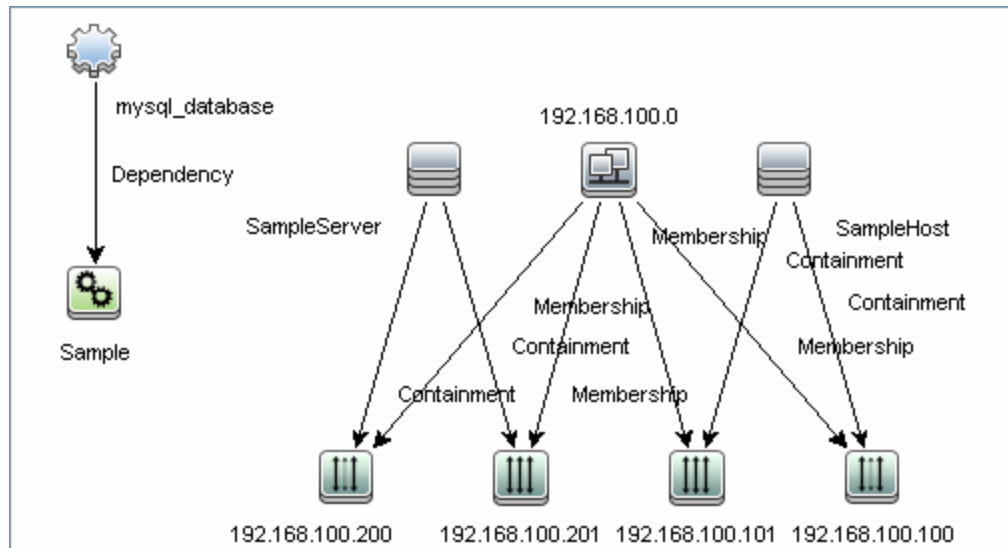 mysql_database
192.168.100.0
Dependency
SampleServer
Membership
SampleHost
Containment
Membership
Containment
Sample
Containment
Membership
Containment
Membership
192.168.100.200
192.168.100.201
192.168.100.101
192.168.100.100